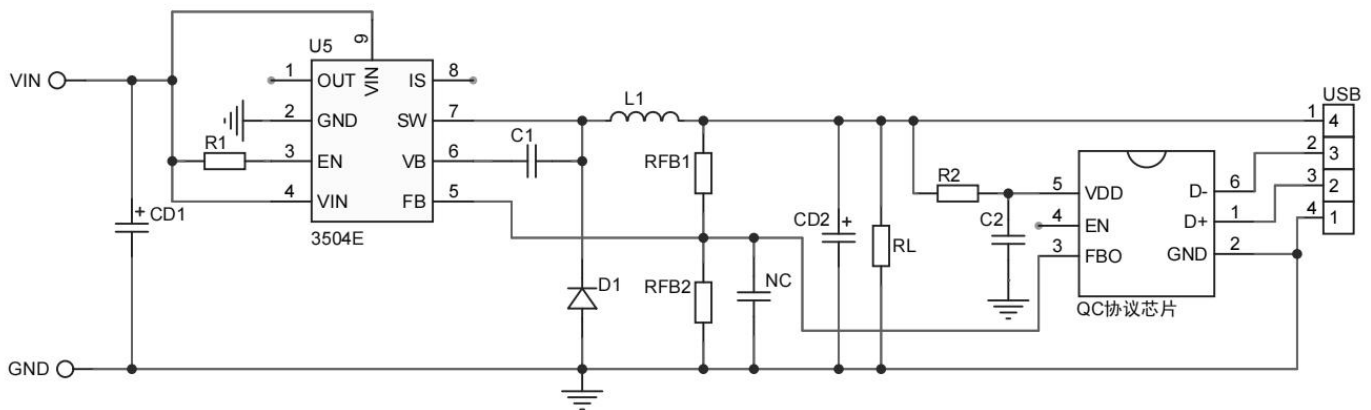 VIN
GND
CD1
+
R1
U5
9
VIN
1
OUT
2
GND
3
EN
4
VIN
IS
8
SW
7
VB
6
FB
5
3504E
C1
D1
L1
RFB1
RFB2
NC
CD2
+
RL
R2
C2
5
VDD
4
EN
3
FBO
D-
6
D+
1
GND
2
QC协议芯片
USB
1
4
2
3
3
2
4
1